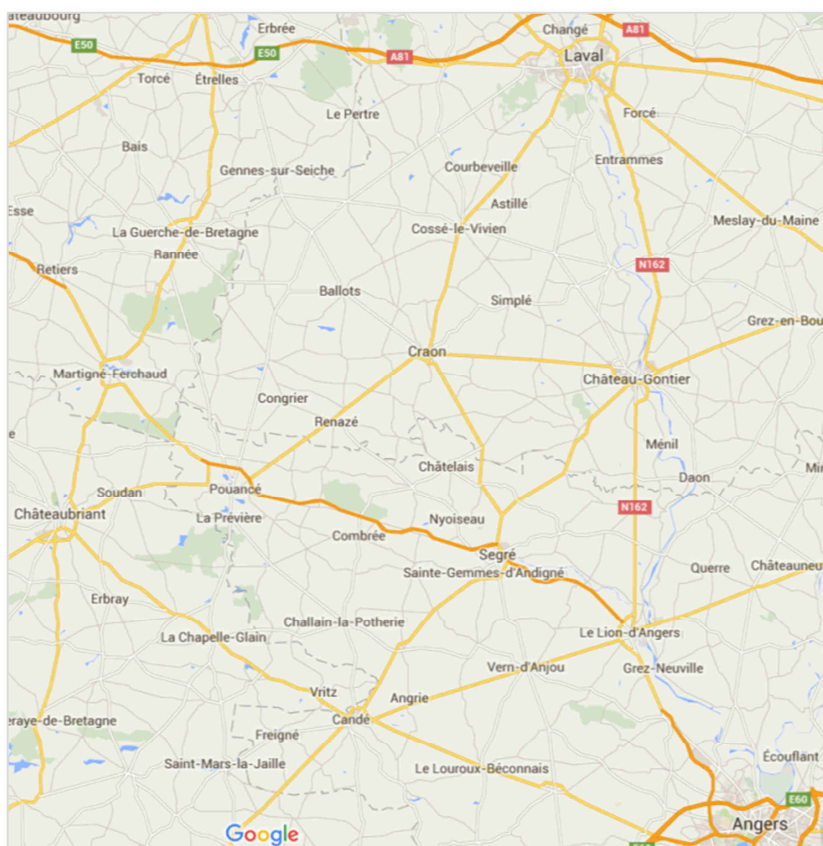 âteaubourg
Erbrée
Changé
A81
E50
E50
A81
Laval
Torcé
Étrelles
Le Pertre
Forcé
Bais
Gennes-sur-Seiche
Courbeveille
Entrammes
Esse
Astillé
La Guerche-de-Bretagne
Cossé-le-Vivien
Meslay-du-Maine
Rannée
Retiers
N162
Ballots
Simplé
Grez-en-Bou
Craon
Martigné-Ferchaud
Château-Gontier
Congrier
Renazé
e
Ménil
Châtelais
Mi
Daon
Pouancé
Soudan
N162
Châteaubriant
La Prévière
Nyoiseau
Combrée
Segré
Querre
Châteauneu
Sainte-Gemmes-d'Andigné
Erbray
Challain-la-Potherie
La Chapelle-Glain
Le Lion-d'Angers
Vern-d'Anjou
Grez-Neuville
Vritz
Angrie
eraye-de-Bretagne
Candé
Freigné
Écouflant
Saint-Mars-la-Jaille
Le Louroux-Béconnais
E60
Angers
Google